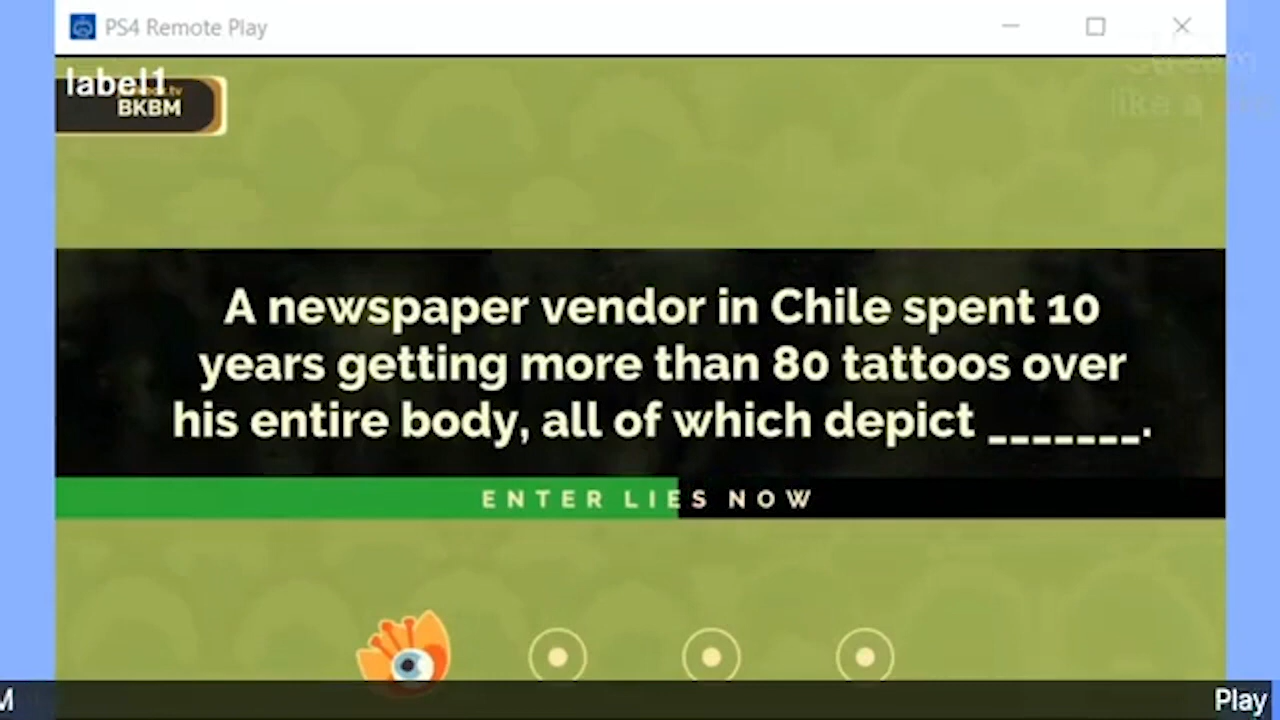 PS4 Remote Play
label1
BKBM
A newspaper vendor in Chile spent 10
years getting more than 80 tattoos over
his entire body, all of which depict _______.
ENTER LIES NOW
M
Play